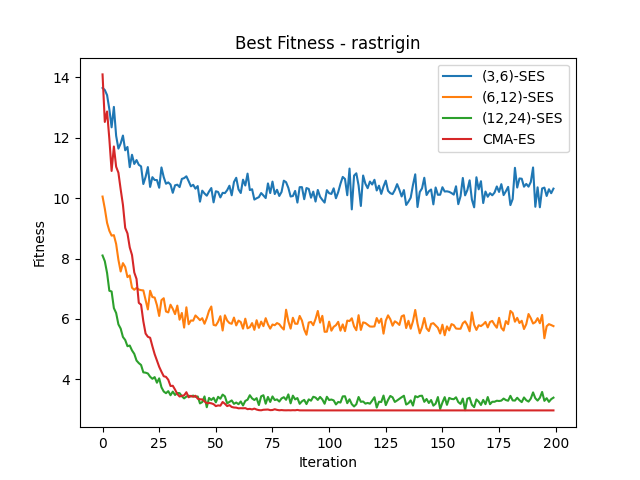 Best Fitness - rastrigin
14
12
10
8
6
4
Fitness
(3,6)-SES
(6,12)-SES
(12,24)-SES
CMA-ES
0 25 50 75 100 125 150 175 200
Iteration